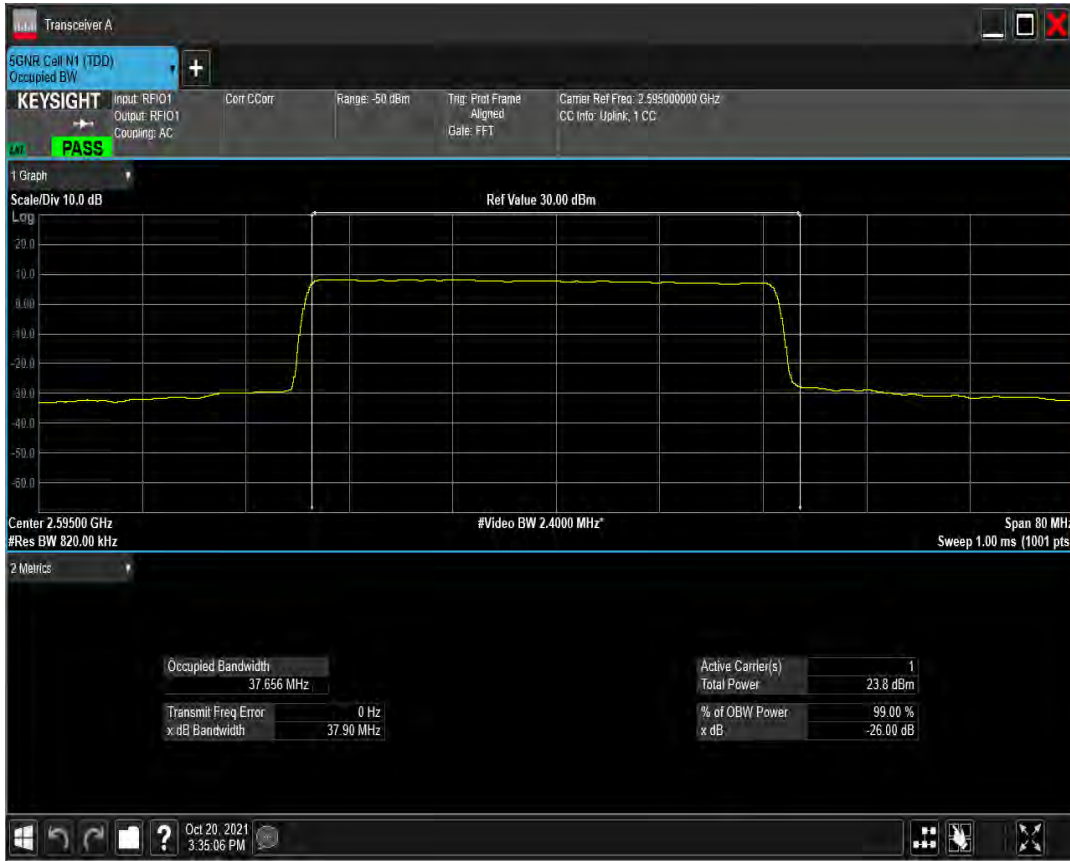 Transceiver A
5GNR Cell N1 (TDD)
Occupied BW
KEYSIGHT
PASS
Input: RFIO1
Output: RFIO1
Coupling: AC
Corr CCorr
Range: -50 dBm
Trig: Prot Frame
Aligned
Gate: FFT
Carrier Ref Freq: 2.595000000 GHz
CC Info: Uplink, 1 CC
1 Graph
Scale/Div 10.0 dB
Ref Value 30.00 dBm
Log
20.0
10.0
0.00
-10.0
-20.0
-30.0
-40.0
-50.0
-60.0
Center 2.59500 GHz
#Video BW 2.4000 MHz*
Span 80 MHz
#Res BW 820.00 kHz
Sweep 1.00 ms (1001 pts
2 Metrics
Occupied Bandwidth
37.656 MHz
Transmit Freq Error 0 Hz
x dB Bandwidth 37.90 MHz
Active Carrier(s) 1
Total Power 23.8 dBm
% of OBW Power 99.00 %
x dB -26.00 dB
Oct 20, 2021
3:35:06 PM